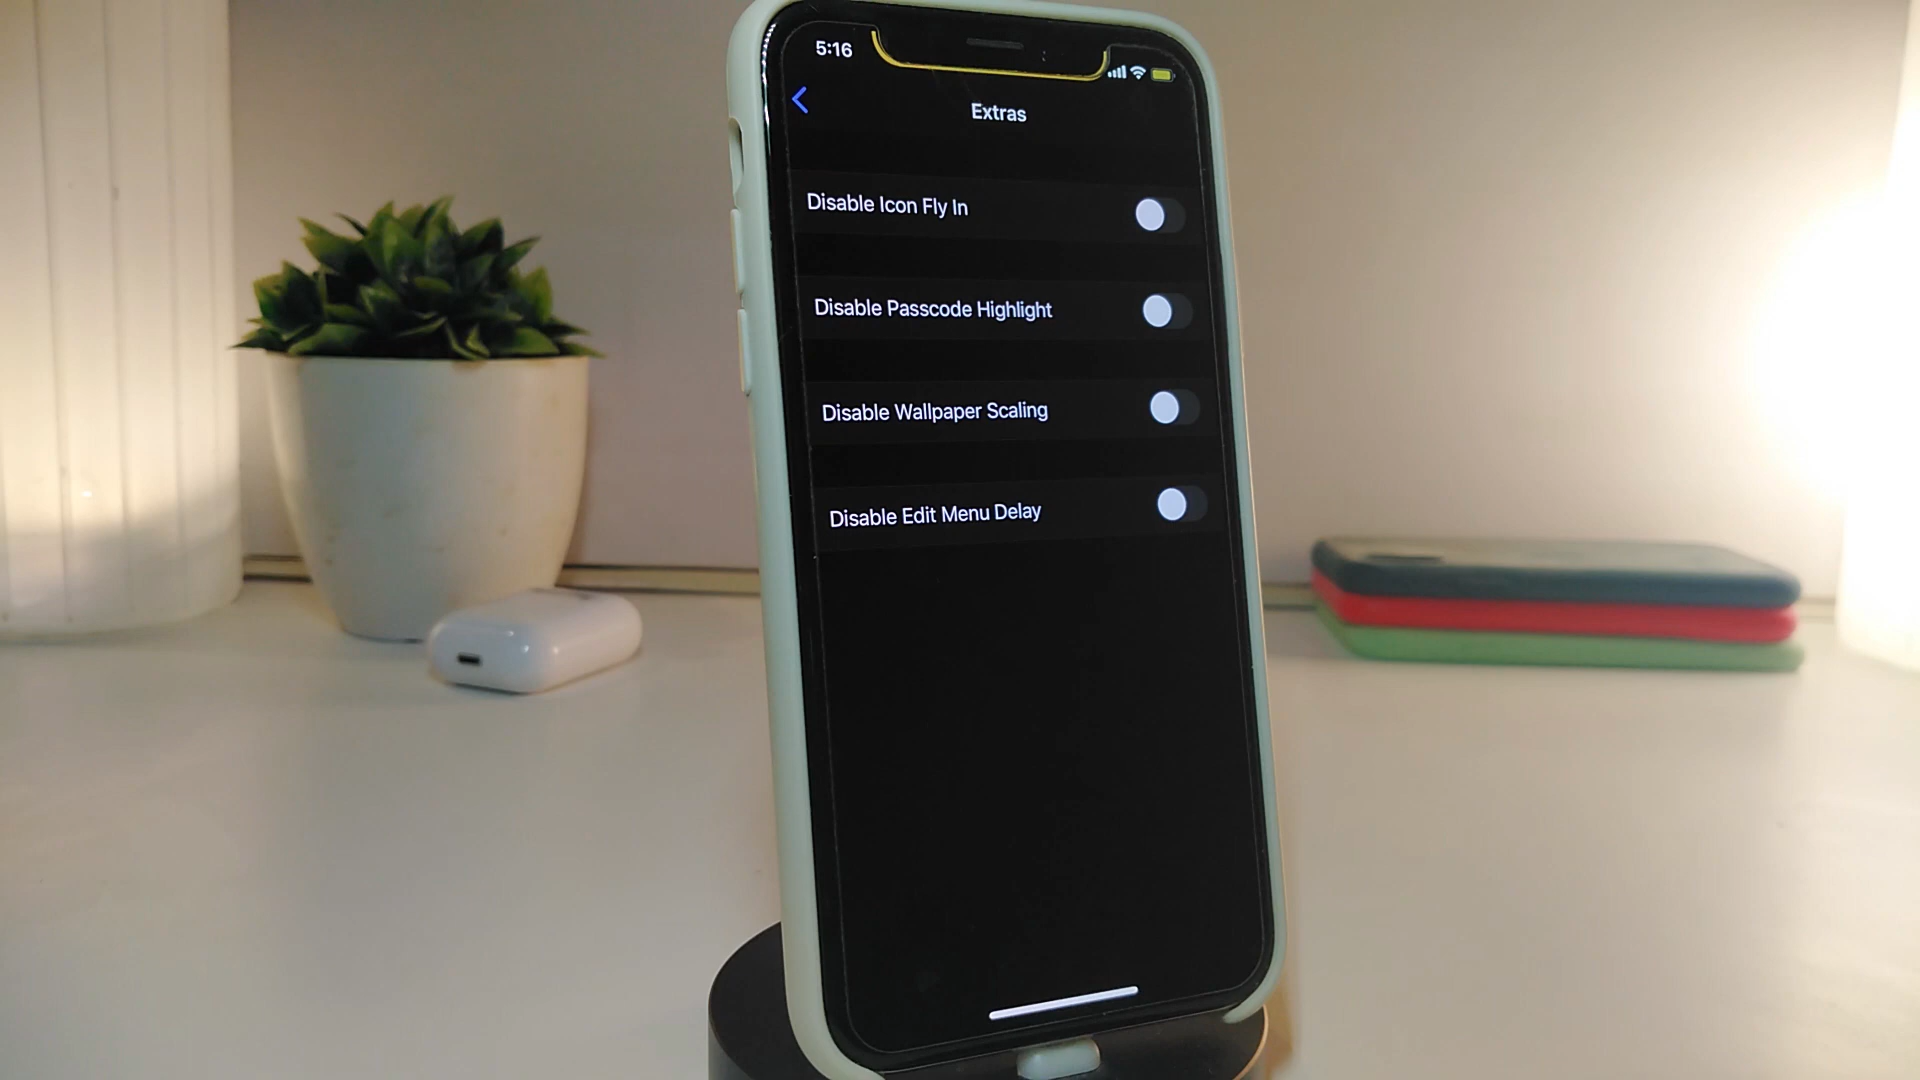 5:16
Extras
Disable Icon Fly In
Disable Passcode Highlight
Disable Wallpaper Scaling
Disable Edit Menu Delay